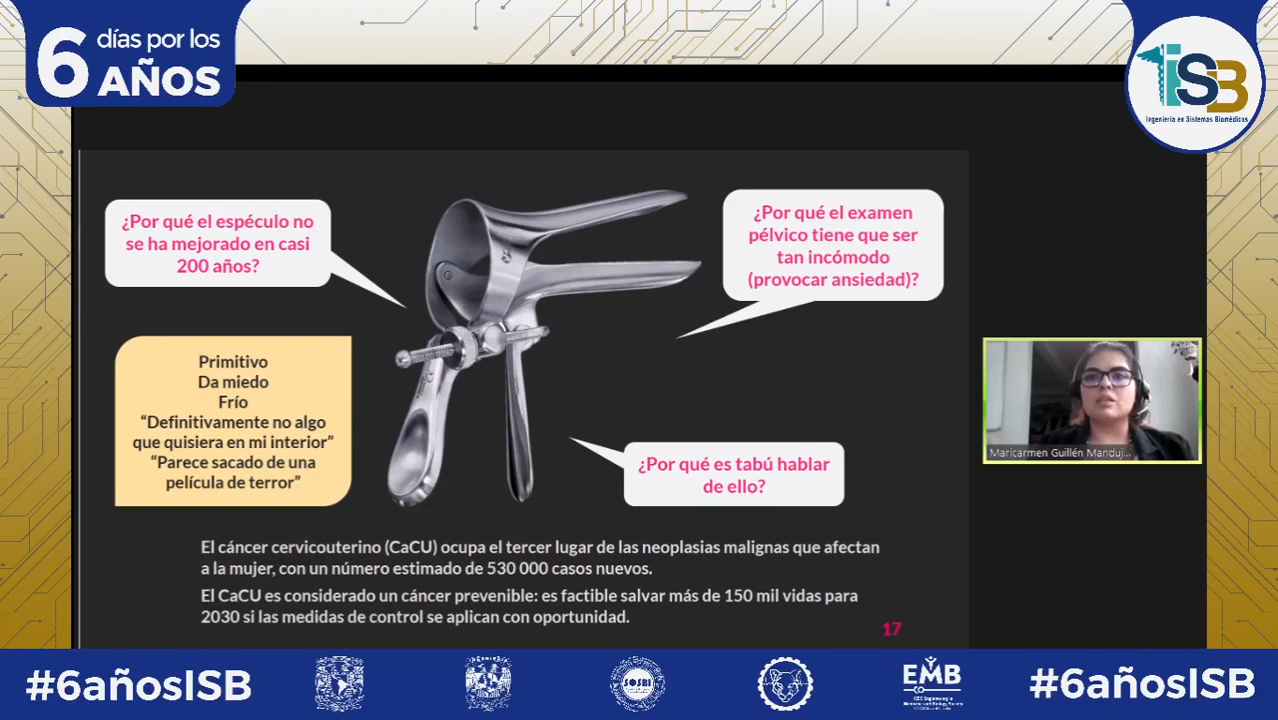 6 días por los
AÑOS
iSB
Ingeniería en Sistemas Biomédicos
¿Por qué el espéculo no
se ha mejorado en casi
200 años?
¿Por qué el examen
pélvico tiene que ser
tan incómodo
(provocar ansiedad)?
Primitivo
Da miedo
Frío
“Definitivamente no algo
que quisiera en mi interior”
“Parece sacado de una
película de terror”
¿Por qué es tabú hablar
de ello?
Maricarmen Guillén Manduj...
El cáncer cervicouterino (CaCU) ocupa el tercer lugar de las neoplasias malignas que afectan
a la mujer, con un número estimado de 530 000 casos nuevos.
El CaCU es considerado un cáncer prevenible: es factible salvar más de 150 mil vidas para
2030 si las medidas de control se aplican con oportunidad.
17
#6añosISB
SOSBI
EMB
#6añosISB